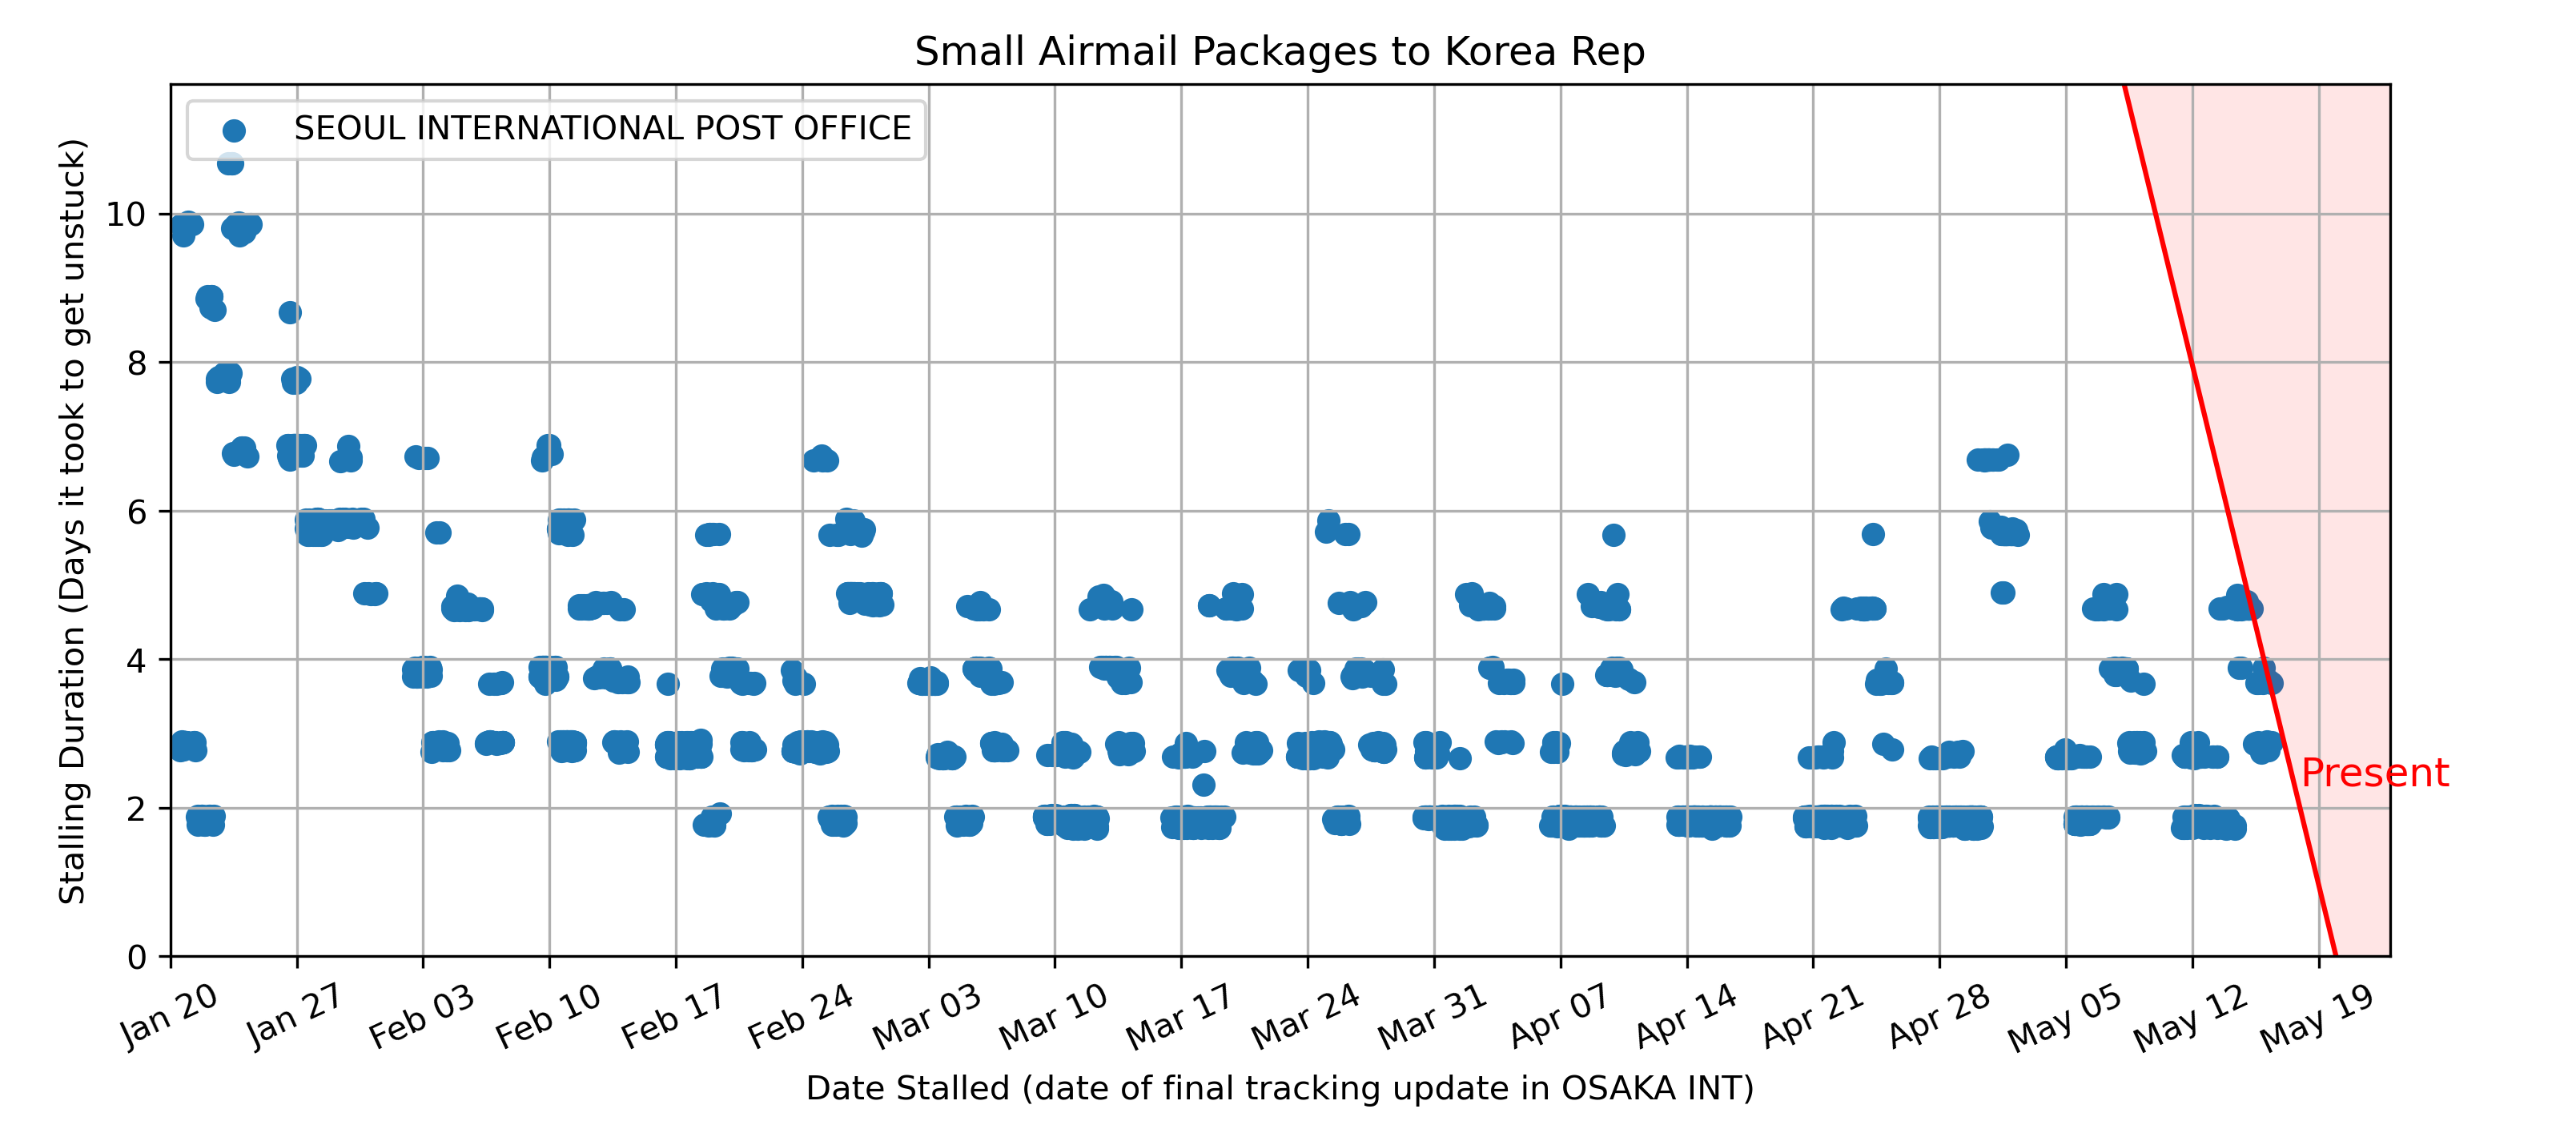 Small Airmail Packages to Korea Rep
SEOUL INTERNATIONAL POST OFFICE
Stalling Duration (Days it took to get unstuck)
10
8
6
4
2
0
Present
Jan 20
Jan 27
Feb 03
Feb 10
Feb 17
Feb 24
Mar 03
Mar 10
Mar 17
Mar 24
Mar 31
Apr 07
Apr 14
Apr 21
Apr 28
May 05
May 12
May 19
Date Stalled (date of final tracking update in OSAKA INT)